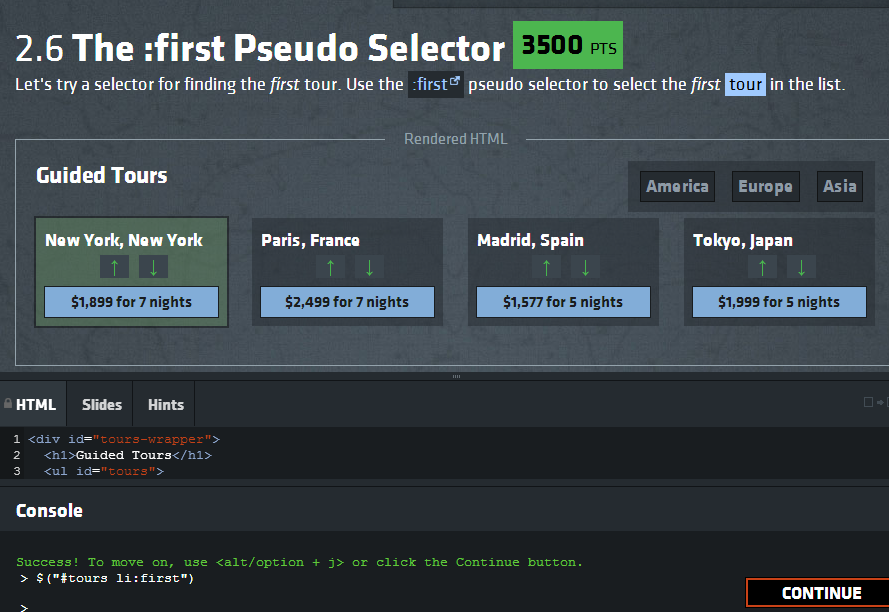 2.6 The :first Pseudo Selector 3500 PTS
Let's try a selector for finding the first tour. Use the :first pseudo selector to select the first tour in the list.
Rendered HTML
Guided Tours
America Europe Asia
New York, New York
↑ ↓
$1,899 for 7 nights
Paris, France
↑ ↓
$2,499 for 7 nights
Madrid, Spain
↑ ↓
$1,577 for 5 nights
Tokyo, Japan
↑ ↓
$1,999 for 5 nights
HTML Slides Hints
1 <div id="tours-wrapper">
2 <h1>Guided Tours</h1>
3 <ul id="tours">
Console
Success! To move on, use <alt/option + j> or click the Continue button.
> $("#tours li:first")
>
CONTINUE